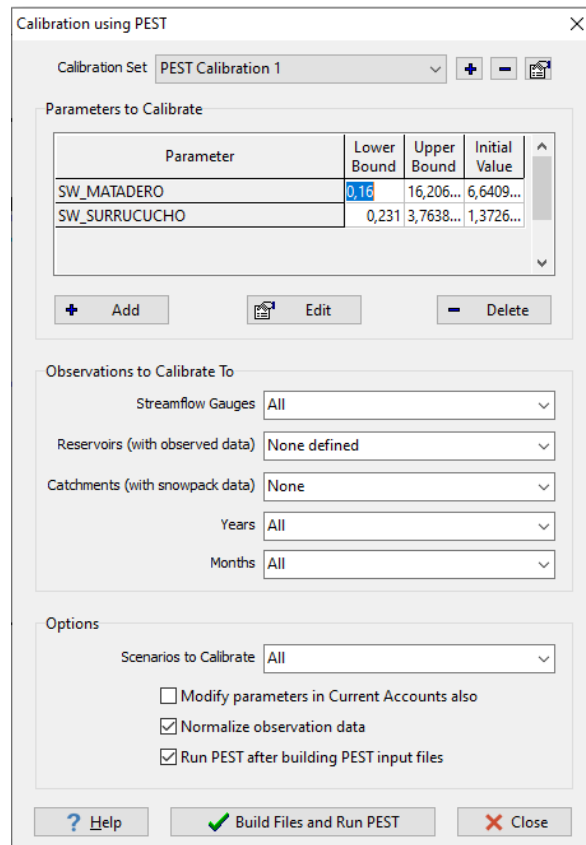 Calibration using PEST
Calibration Set PEST Calibration 1
Parameters to Calibrate
Parameter Lower Bound Upper Bound Initial Value
SW_MATADERO 0,16 16,206... 6,6409...
SW_SURRUCUCHO 0,231 3,7638... 1,3726...
Add Edit Delete
Observations to Calibrate To
Streamflow Gauges All
Reservoirs (with observed data) None defined
Catchments (with snowpack data) None
Years All
Months All
Options
Scenarios to Calibrate All
Modify parameters in Current Accounts also
Normalize observation data
Run PEST after building PEST input files
? Help Build Files and Run PEST Close